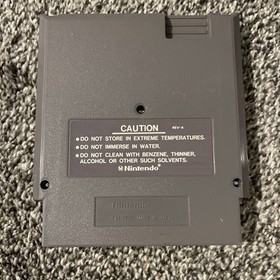 CAUTION REV-A
● DO NOT STORE IN EXTREME TEMPERATURES.
● DO NOT IMMERSE IN WATER.
● DO NOT CLEAN WITH BENZENE, THINNER,
ALCOHOL OR OTHER SUCH SOLVENTS.
Nintendo®
Nintendo